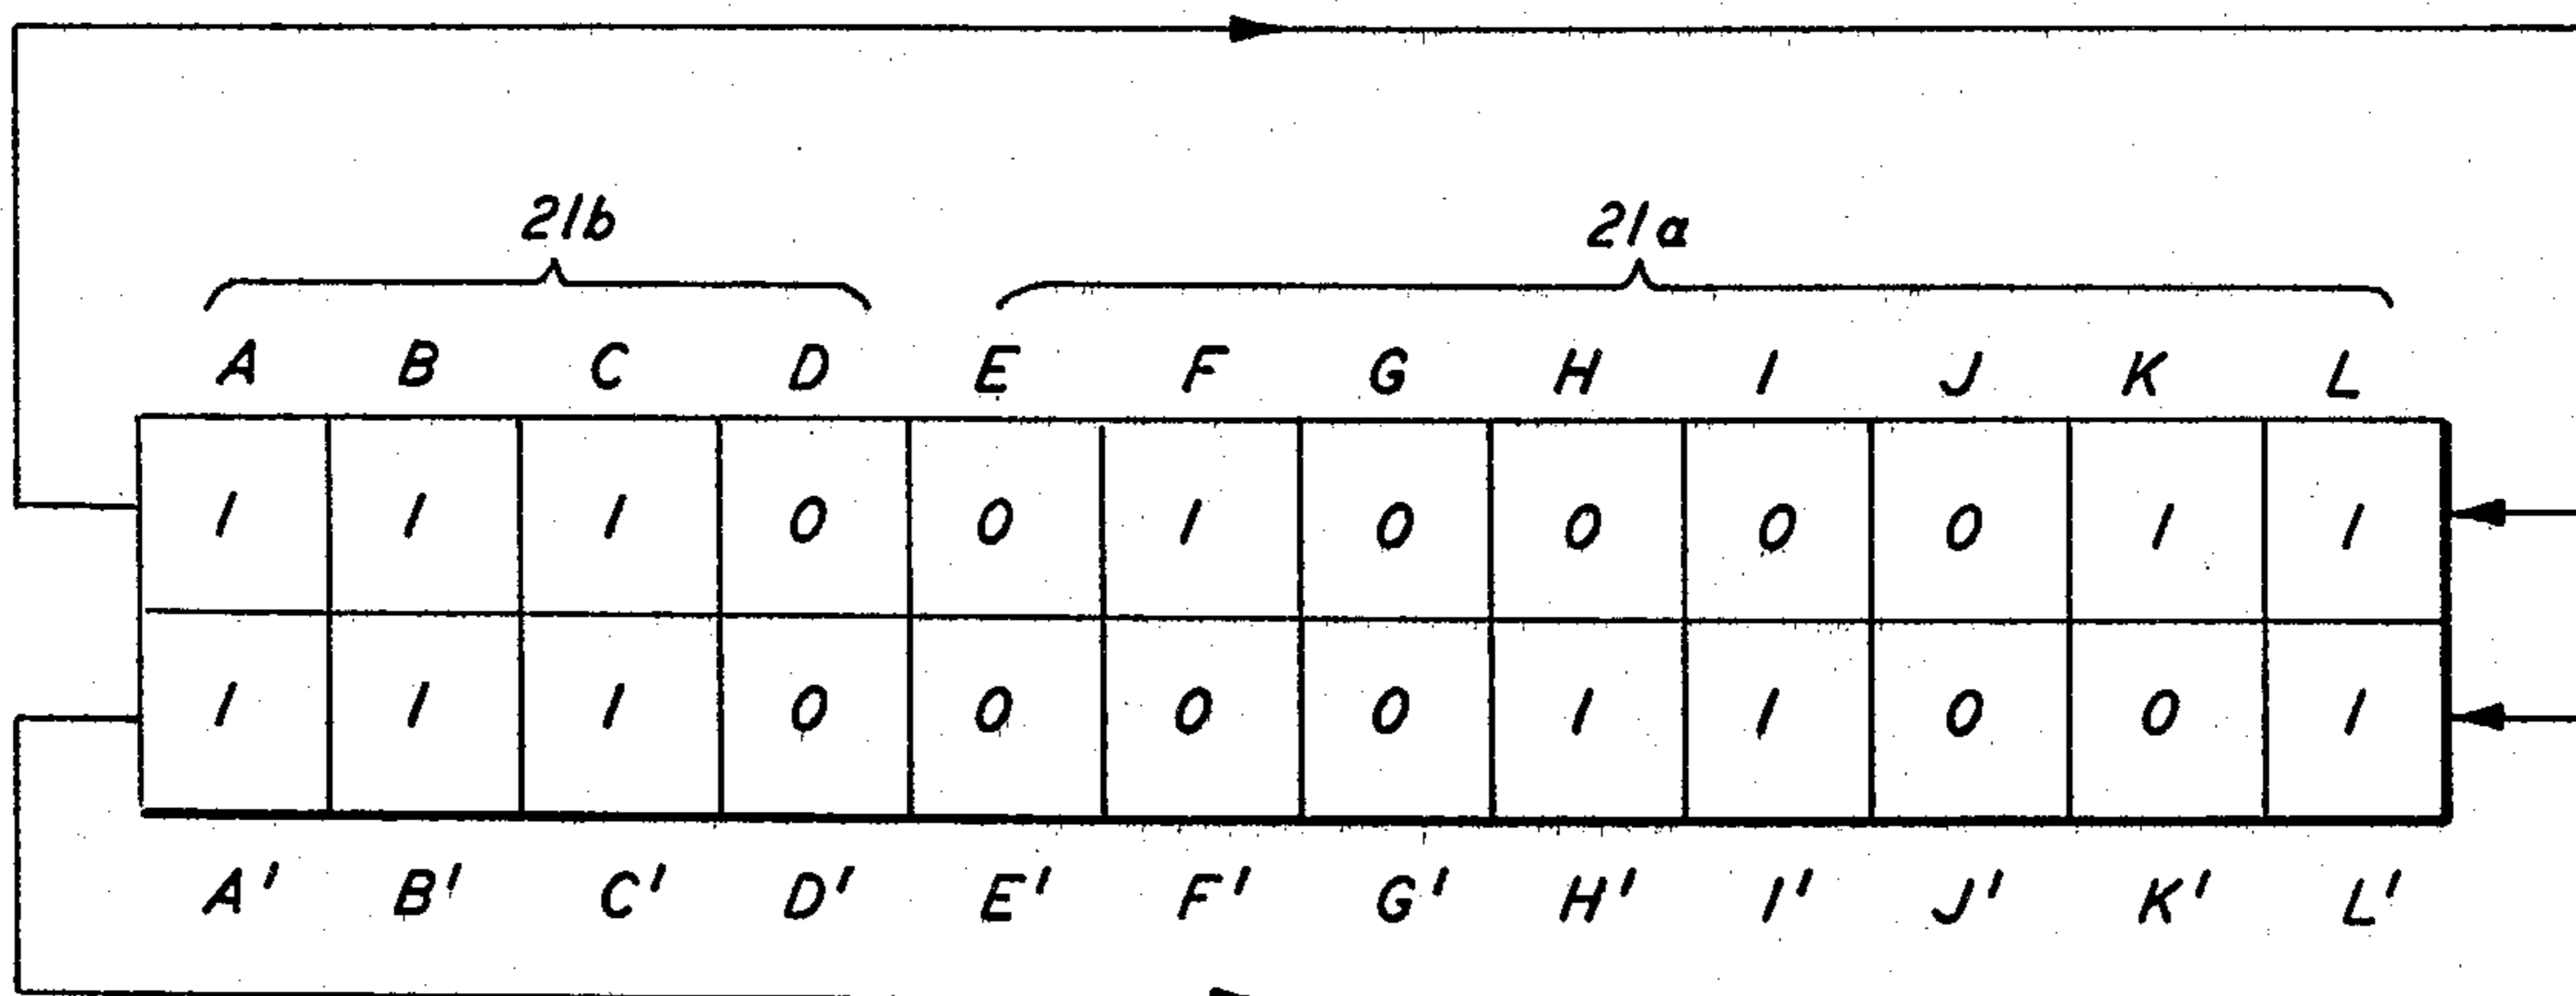 21b 21a
A B C D E F G H I J K L
1 1 1 0 0 1 0 0 0 0 1 1
1 1 1 0 0 0 0 1 1 0 0 1
A' B' C' D' E' F' G' H' I' J' K' L'